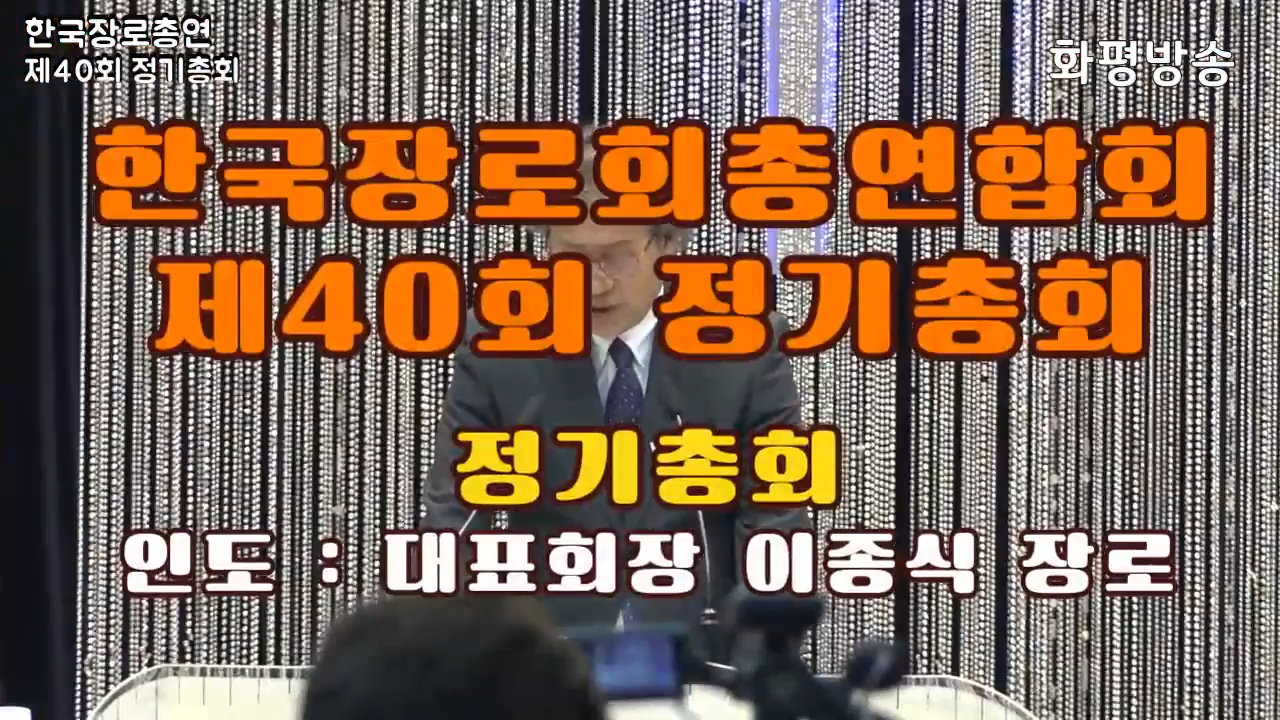 한국장로총연
제40회 정기총회
화평방송
한국장로회총연합회
제40회 정기총회
정기총회
인도 : 대표회장 이종식 장로